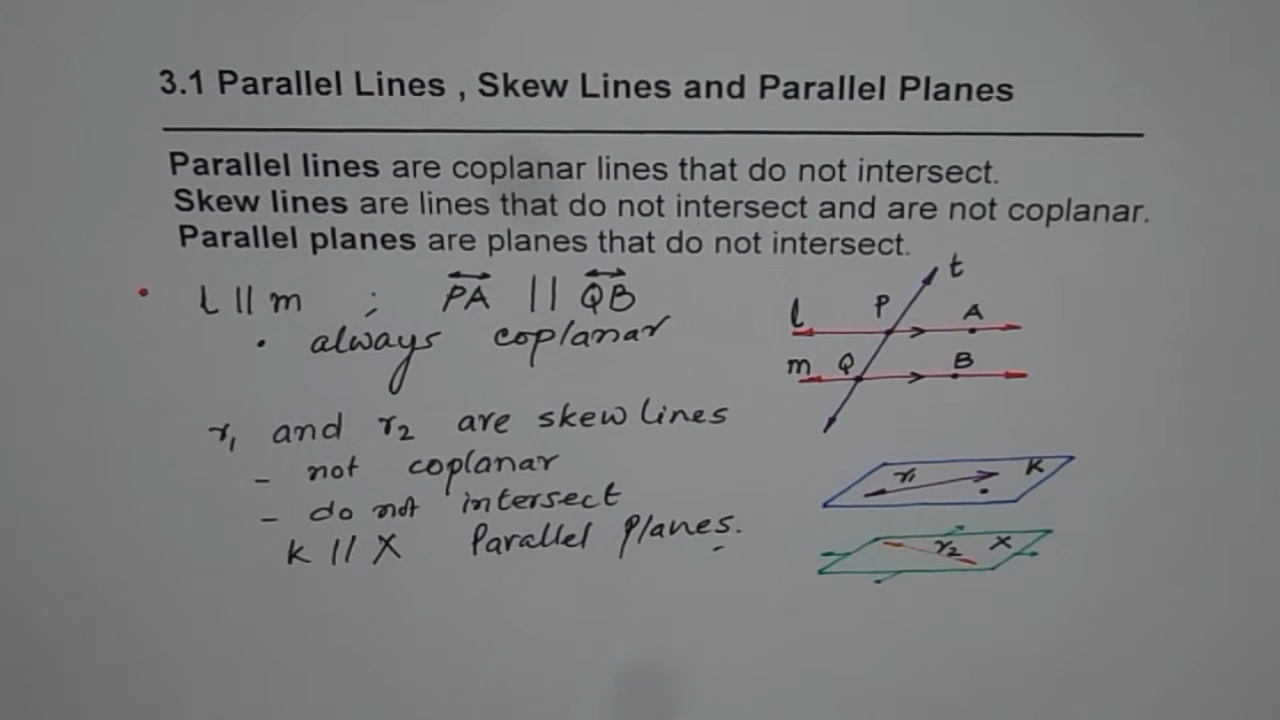 3.1 Parallel Lines , Skew Lines and Parallel Planes
Parallel lines are coplanar lines that do not intersect.
Skew lines are lines that do not intersect and are not coplanar.
Parallel planes are planes that do not intersect.
l || m ; PA || QB
• always coplanar
r₁ and r₂ are skew lines
- not coplanar
- do not intersect
K // X Parallel Planes.
t
l P A
m Q B
r₁ K
r₂ X